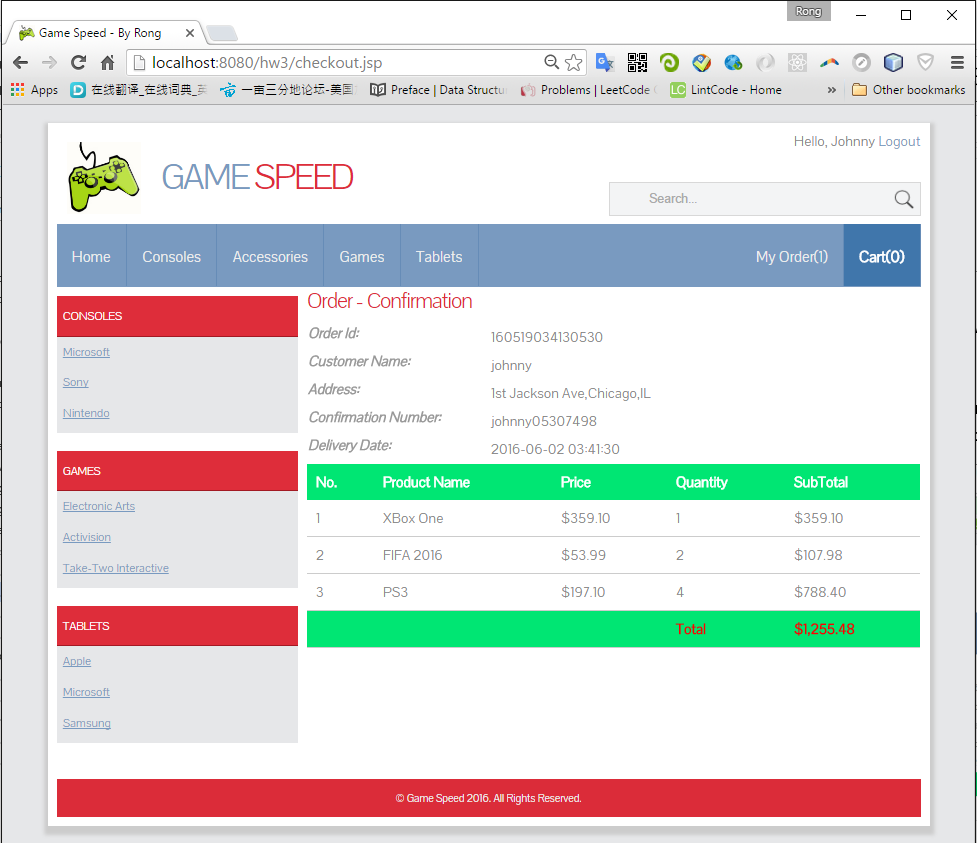 Rong
Game Speed - By Rong
localhost:8080/hw3/checkout.jsp
Apps 在线翻译_在线词典_ 一亩三分地论坛-美国 Preface | Data Structu Problems | LeetCode LC LintCode - Home » Other bookmarks
Hello, Johnny Logout
GAME SPEED
Search...
Home Consoles Accessories Games Tablets My Order(1) Cart(0)
CONSOLES
Microsoft
Sony
Nintendo
GAMES
Electronic Arts
Activision
Take-Two Interactive
TABLETS
Apple
Microsoft
Samsung
Order - Confirmation
Order Id: 160519034130530
Customer Name: johnny
Address: 1st Jackson Ave,Chicago,IL
Confirmation Number: johnny05307498
Delivery Date: 2016-06-02 03:41:30
No. Product Name Price Quantity SubTotal
1 XBox One $359.10 1 $359.10
2 FIFA 2016 $53.99 2 $107.98
3 PS3 $197.10 4 $788.40
Total $1,255.48
© Game Speed 2016. All Rights Reserved.